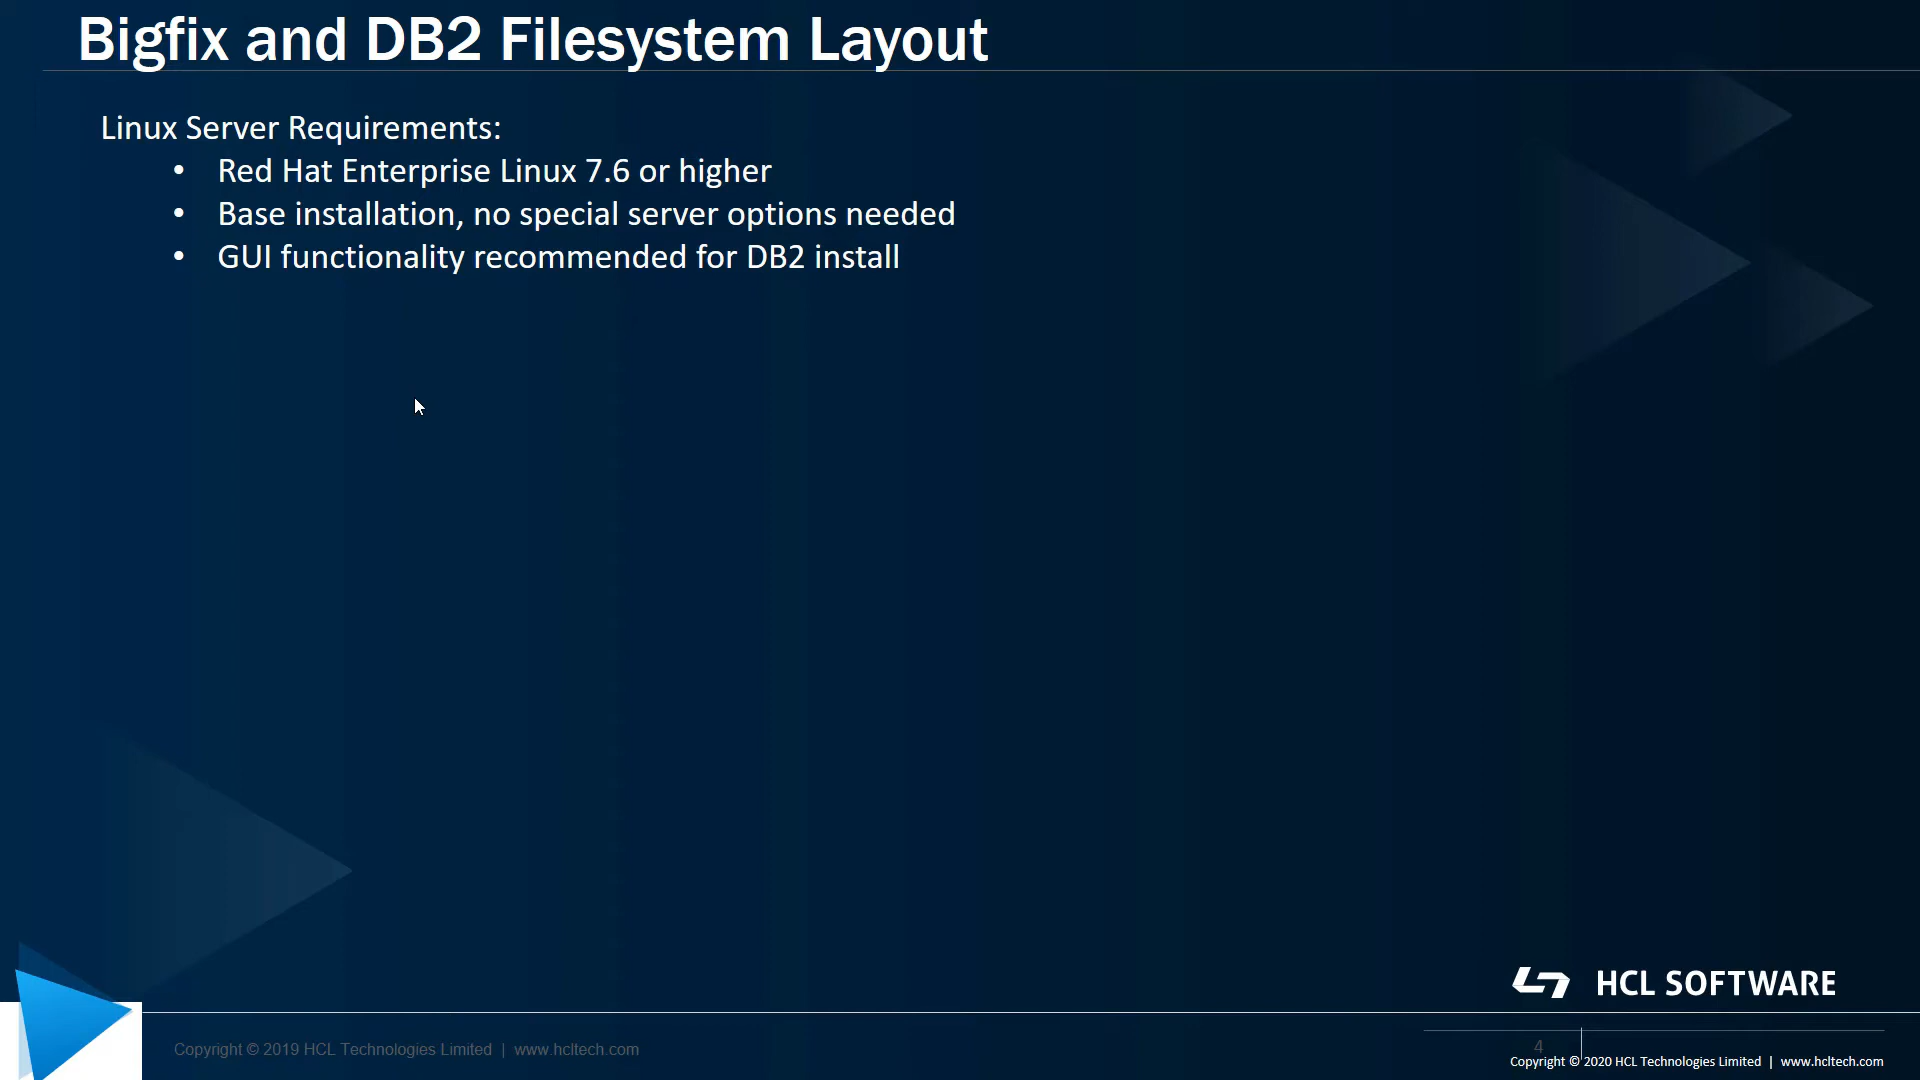 Bigfix and DB2 Filesystem Layout
Linux Server Requirements:
• Red Hat Enterprise Linux 7.6 or higher
• Base installation, no special server options needed
• GUI functionality recommended for DB2 install
HCL SOFTWARE
Copyright © 2019 HCL Technologies Limited | www.hcltech.com
4
Copyright © 2020 HCL Technologies Limited | www.hcltech.com